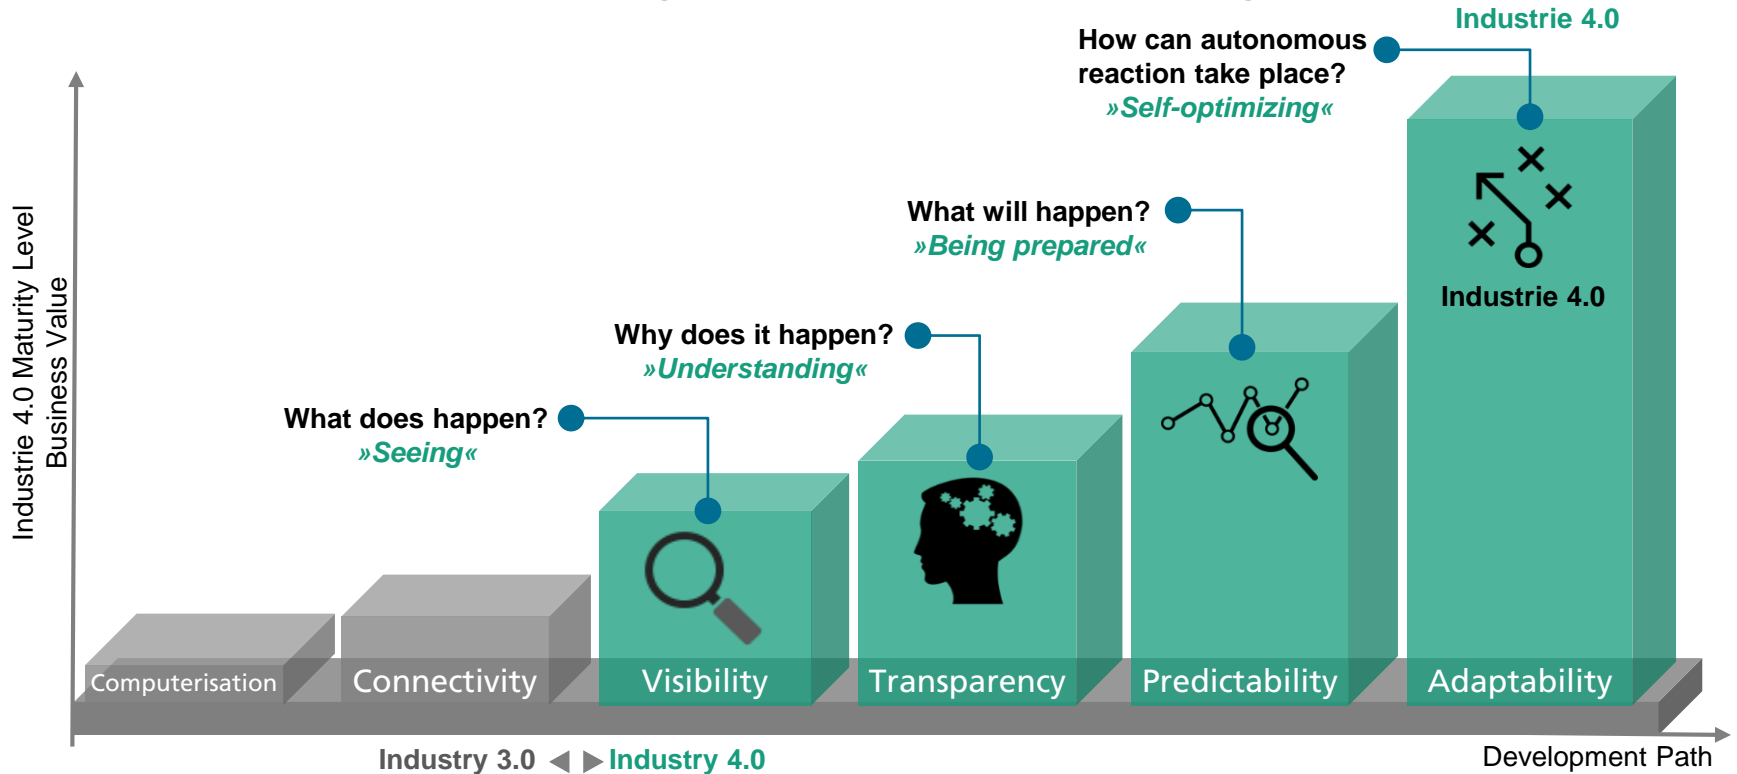 Industrie 4.0
How can autonomous
reaction take place?
»Self-optimizing«
What will happen?
»Being prepared«
Industrie 4.0
Why does it happen?
»Understanding«
What does happen?
»Seeing«
Industrie 4.0 Maturity Level
Business Value
Computerisation
Connectivity
Visibility
Transparency
Predictability
Adaptability
Industry 3.0
Industry 4.0
Development Path